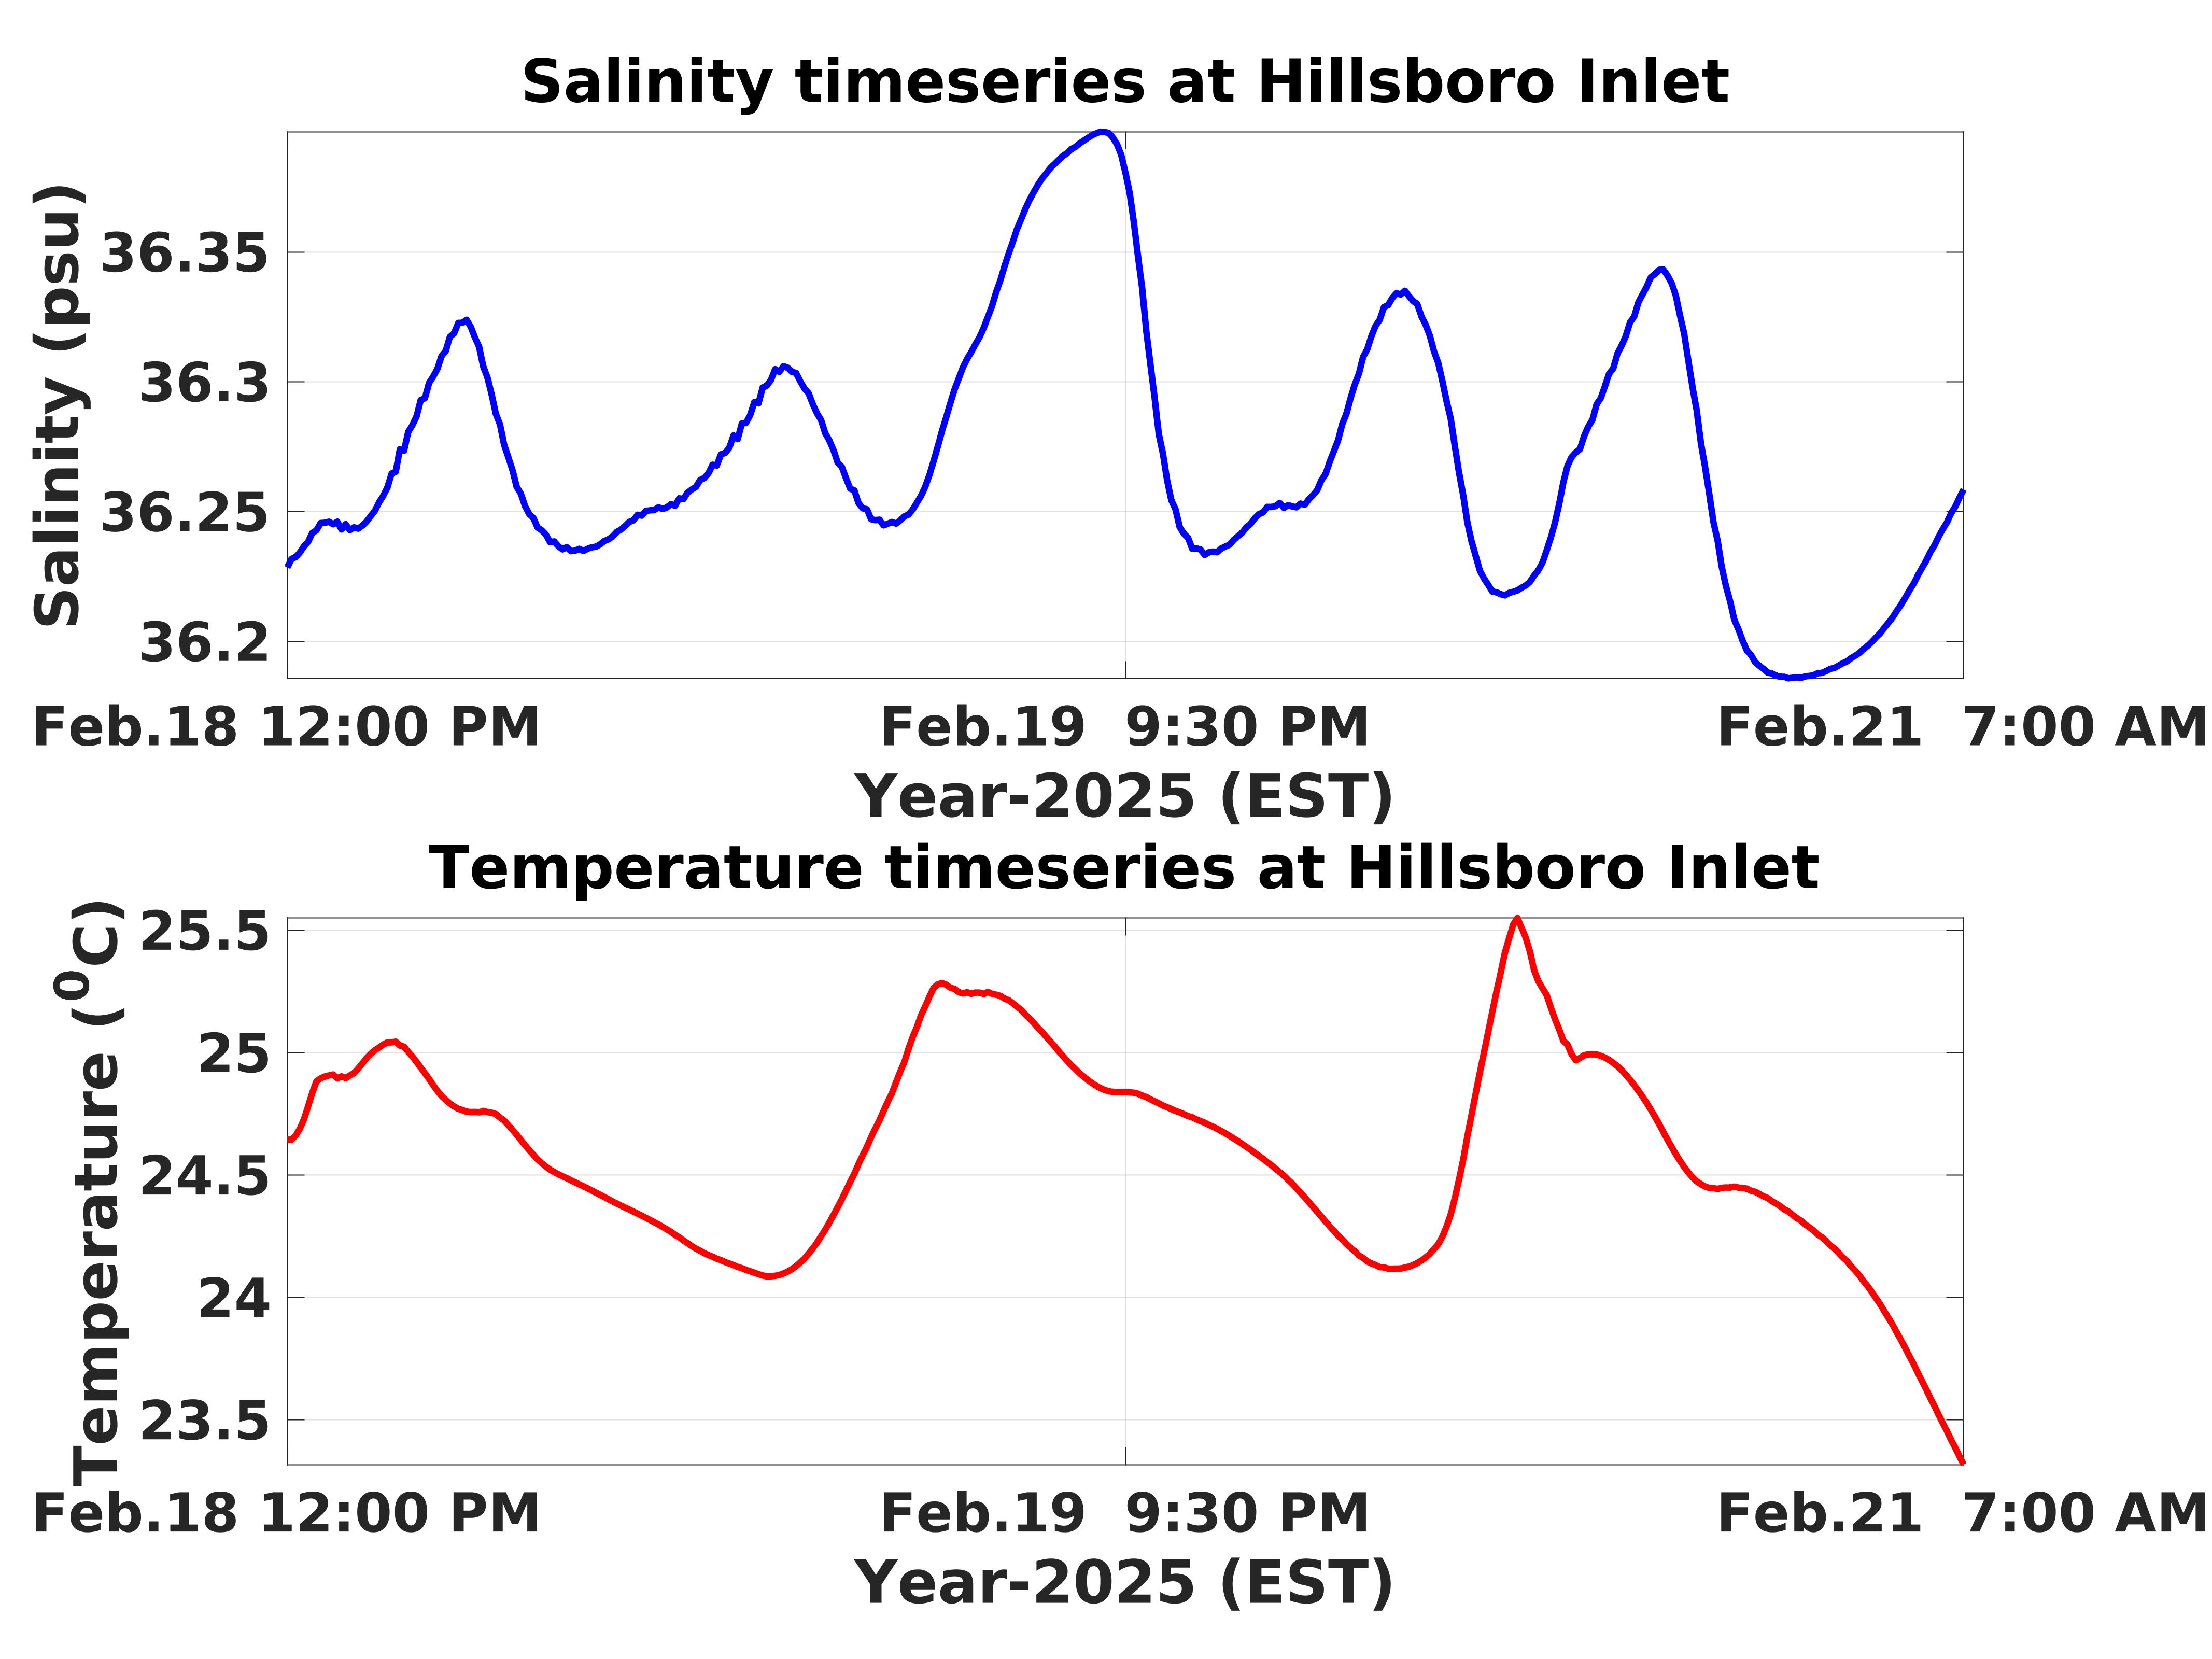 Salinity timeseries at Hillsboro Inlet
Salinity (psu)
36.35
36.3
36.25
36.2
Feb.18 12:00 PM Feb.19 9:30 PM Feb.21 7:00 AM
Year-2025 (EST)
Temperature timeseries at Hillsboro Inlet
Temperature (⁰C)
25.5
25
24.5
24
23.5
Feb.18 12:00 PM Feb.19 9:30 PM Feb.21 7:00 AM
Year-2025 (EST)